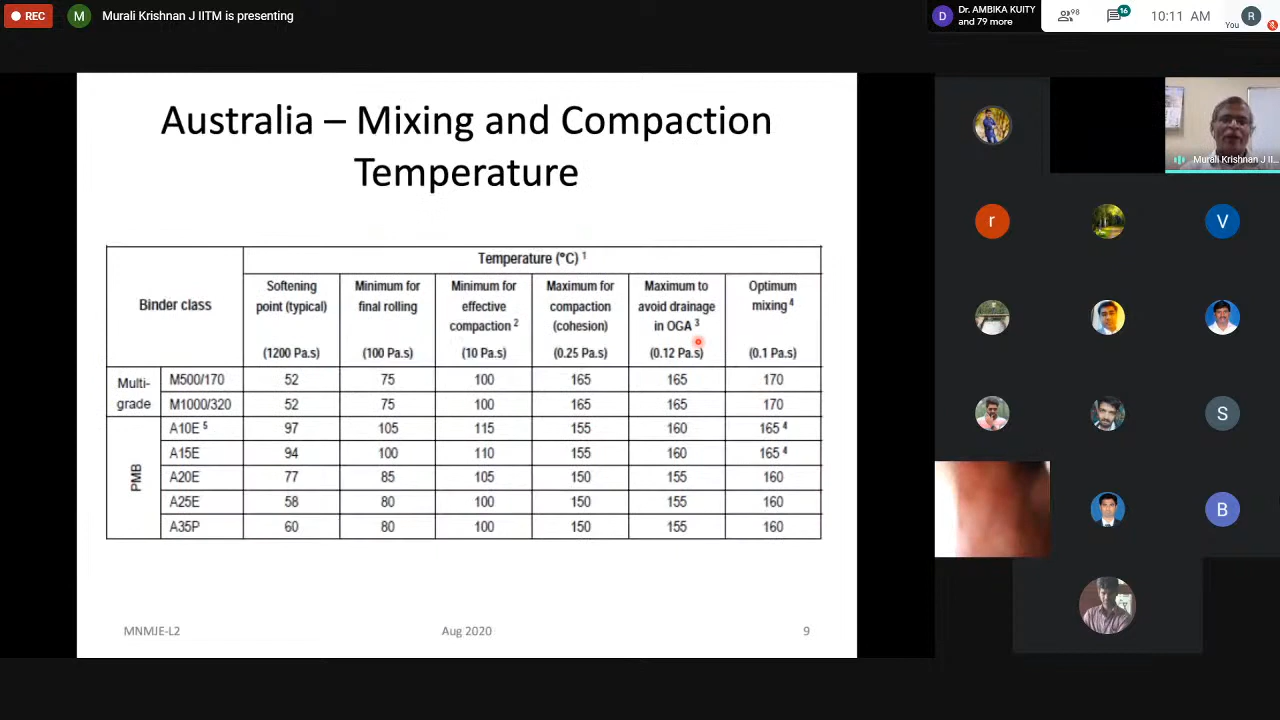 REC
M
Murali Krishnan J IITM is presenting
D
Dr. AMBIKA KUITY
and 79 more
98
16
10:11 AM
You
R
Australia – Mixing and Compaction
Temperature
Binder class
Temperature (°C) 1
Softening point (typical) (1200 Pa.s)
Minimum for final rolling (100 Pa.s)
Minimum for effective compaction 2 (10 Pa.s)
Maximum for compaction (cohesion) (0.25 Pa.s)
Maximum to avoid drainage in OGA 3 (0.12 Pa.s)
Optimum mixing 4 (0.1 Pa.s)
Multi-grade
M500/170 52 75 100 165 165 170
M1000/320 52 75 100 165 165 170
PMB
A10E 5 97 105 115 155 160 165 4
A15E 94 100 110 155 160 165 4
A20E 77 85 105 150 155 160
A25E 58 80 100 150 155 160
A35P 60 80 100 150 155 160
MNMJE-L2
Aug 2020
9
Murali Krishnan J II...
r
V
S
B